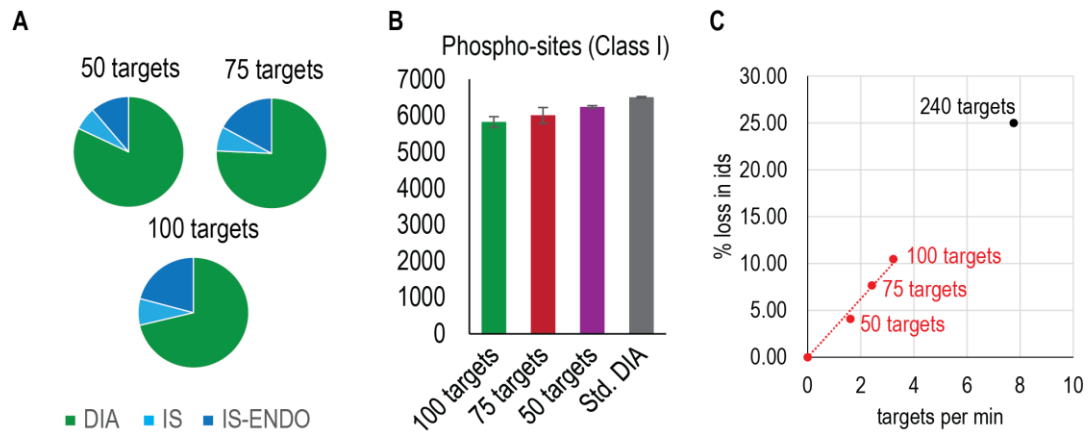 A
50 targets
75 targets
100 targets
DIA
IS
IS-ENDO
B
Phospho-sites (Class I)
7000
6000
5000
4000
3000
2000
1000
0
100 targets
75 targets
50 targets
Std. DIA
C
% loss in ids
30.00
25.00
20.00
15.00
10.00
5.00
0.00
240 targets
100 targets
75 targets
50 targets
0
2
4
6
8
10
targets per min